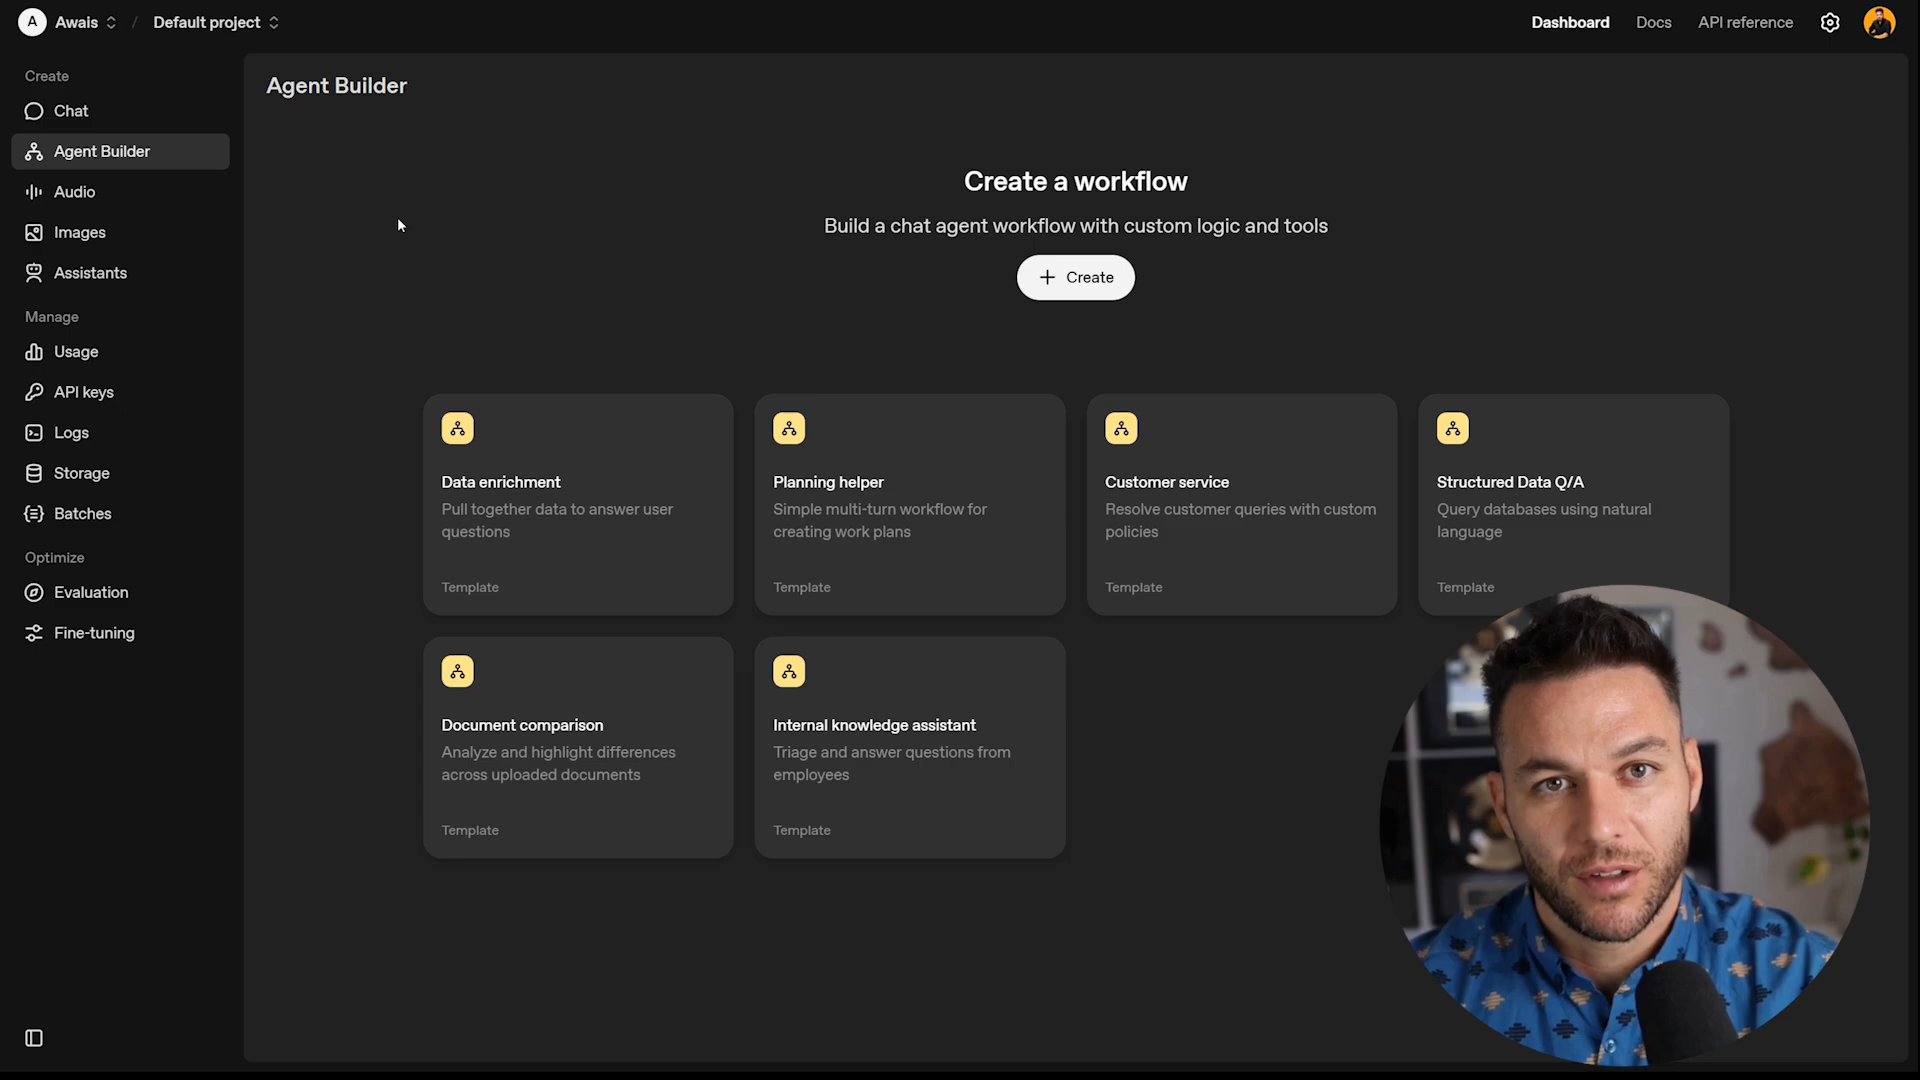 A Awais / Default project
Dashboard Docs API reference
Create
Chat
Agent Builder
Audio
Images
Assistants
Manage
Usage
API keys
Logs
Storage
Batches
Optimize
Evaluation
Fine-tuning
Agent Builder
Create a workflow
Build a chat agent workflow with custom logic and tools
+ Create
Data enrichment
Pull together data to answer user
questions
Template
Planning helper
Simple multi-turn workflow for
creating work plans
Template
Customer service
Resolve customer queries with custom
policies
Template
Structured Data Q/A
Query databases using natural
language
Template
Document comparison
Analyze and highlight differences
across uploaded documents
Template
Internal knowledge assistant
Triage and answer questions from
employees
Template